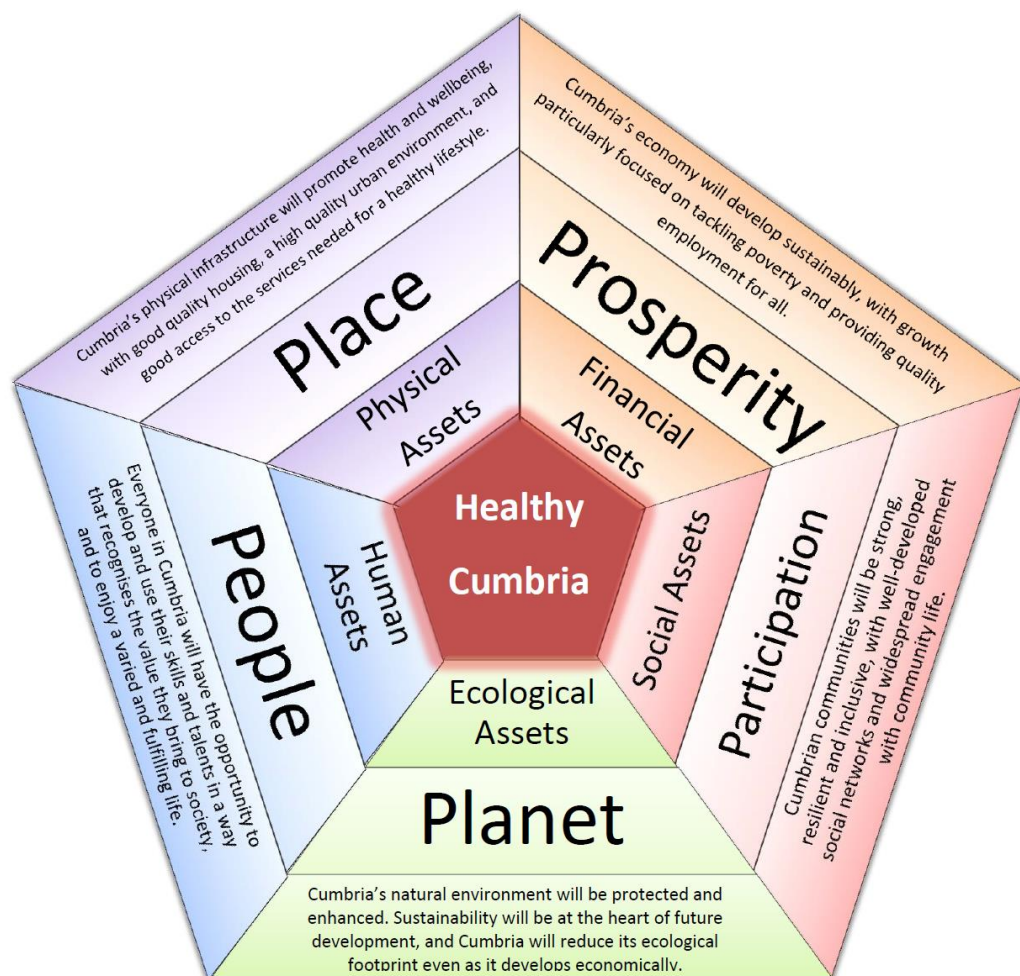 Cumbria's physical infrastructure will promote health and wellbeing,
with good quality housing, a high quality urban environment, and
good access to the services needed for a healthy lifestyle.
Place
Physical
Assets
Cumbria's economy will develop sustainably, with growth
particularly focused on tackling poverty and providing quality
employment for all.
Prosperity
Financial
Assets
Healthy
Cumbria
Everyone in Cumbria will have the opportunity to
develop and use their skills and talents in a way
that recognises the value they bring to society,
and to enjoy a varied and fulfilling life.
People
Human
Assets
Social Assets
Participation
Cumbrian communities will be strong,
resilient and inclusive, with well-developed
social networks and widespread engagement
with community life.
Ecological
Assets
Planet
Cumbria's natural environment will be protected and
enhanced. Sustainability will be at the heart of future
development, and Cumbria will reduce its ecological
footprint even as it develops economically.